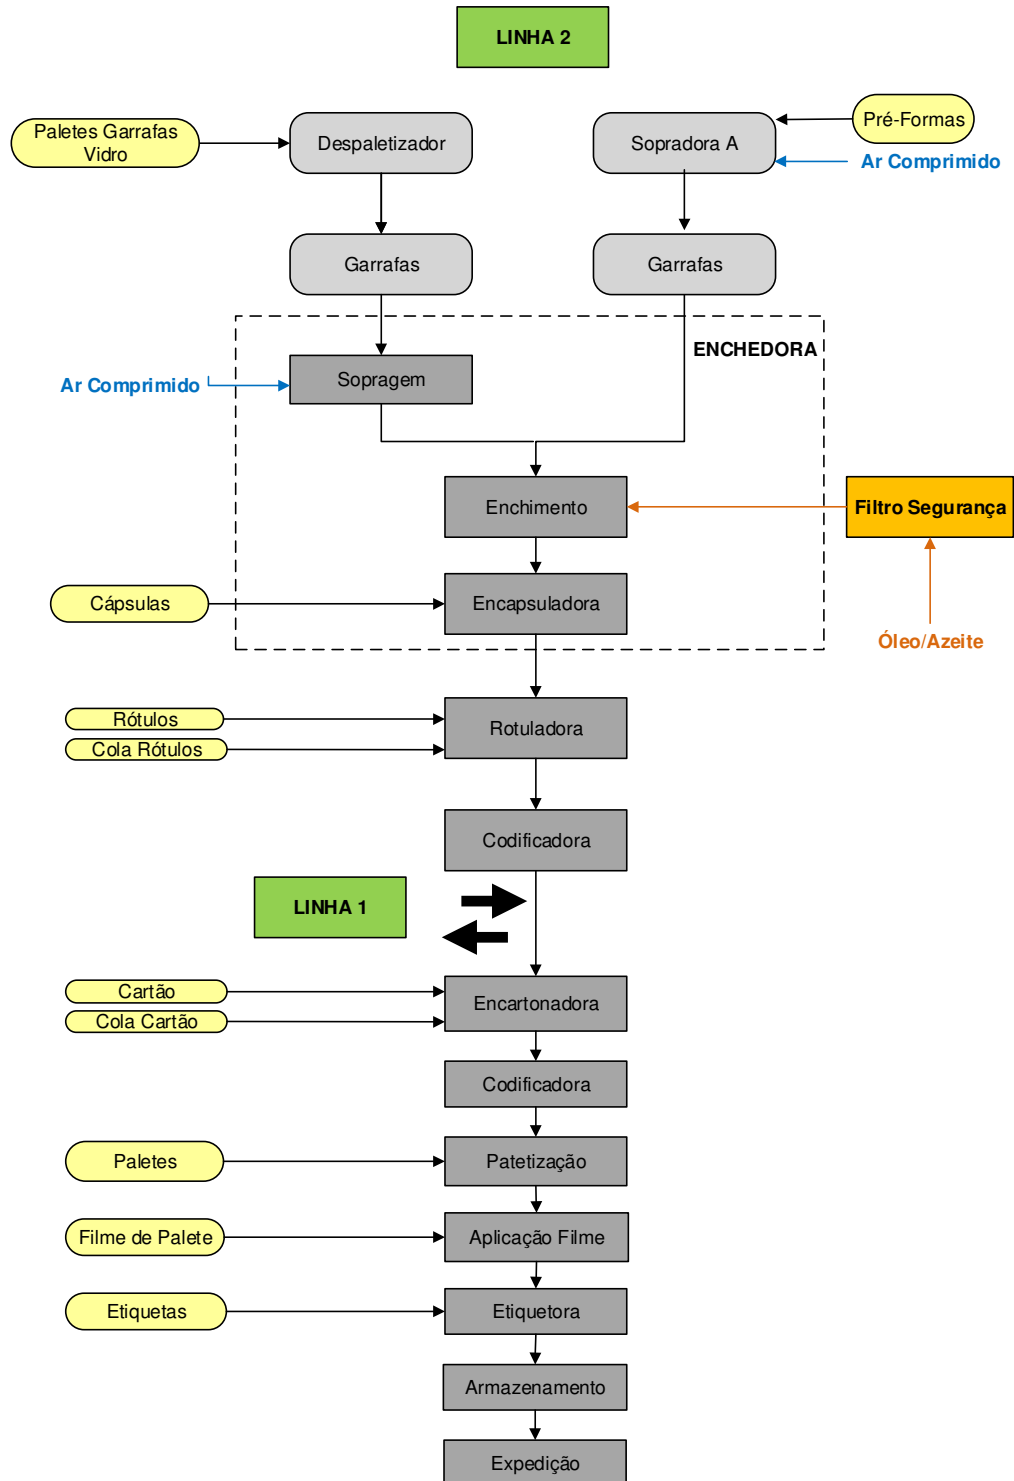 LINHA 2
Paletes Garrafas
Vidro
Despaletizador
Sopradora A
Pré-Formas
Ar Comprimido
Garrafas
Garrafas
ENCHEDORA
Ar Comprimido
Sopragem
Enchimento
Filtro Segurança
Cápsulas
Encapsuladora
Óleo/Azeite
Rótulos
Cola Rótulos
Rotuladora
Codificadora
LINHA 1
Cartão
Cola Cartão
Encartonadora
Codificadora
Paletes
Patetização
Filme de Palete
Aplicação Filme
Etiquetas
Etiquetora
Armazenamento
Expedição